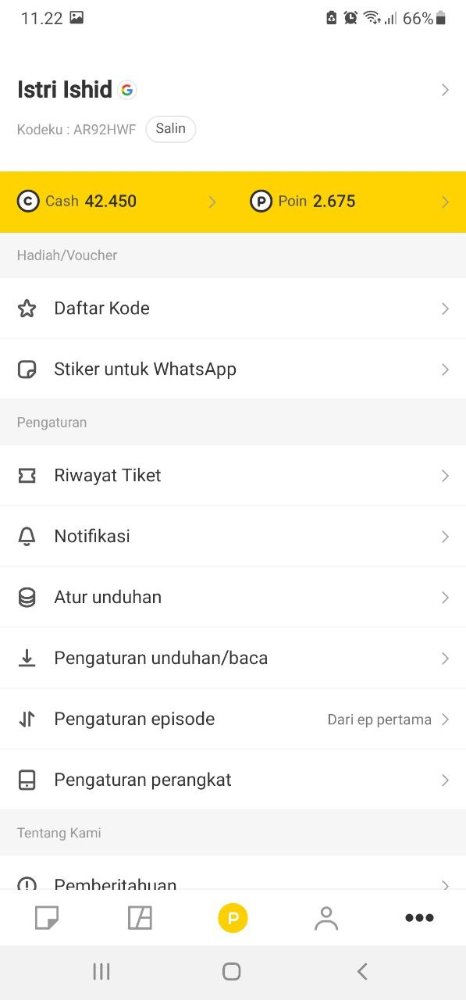 11.22 66%
Istri Ishid G
Kodeku : AR92HWF Salin
C Cash 42.450 P Poin 2.675
Hadiah/Voucher
Daftar Kode
Stiker untuk WhatsApp
Pengaturan
Riwayat Tiket
Notifikasi
Atur unduhan
Pengaturan unduhan/baca
Pengaturan episode Dari ep pertama
Pengaturan perangkat
Tentang Kami
Pemberitahuan
P